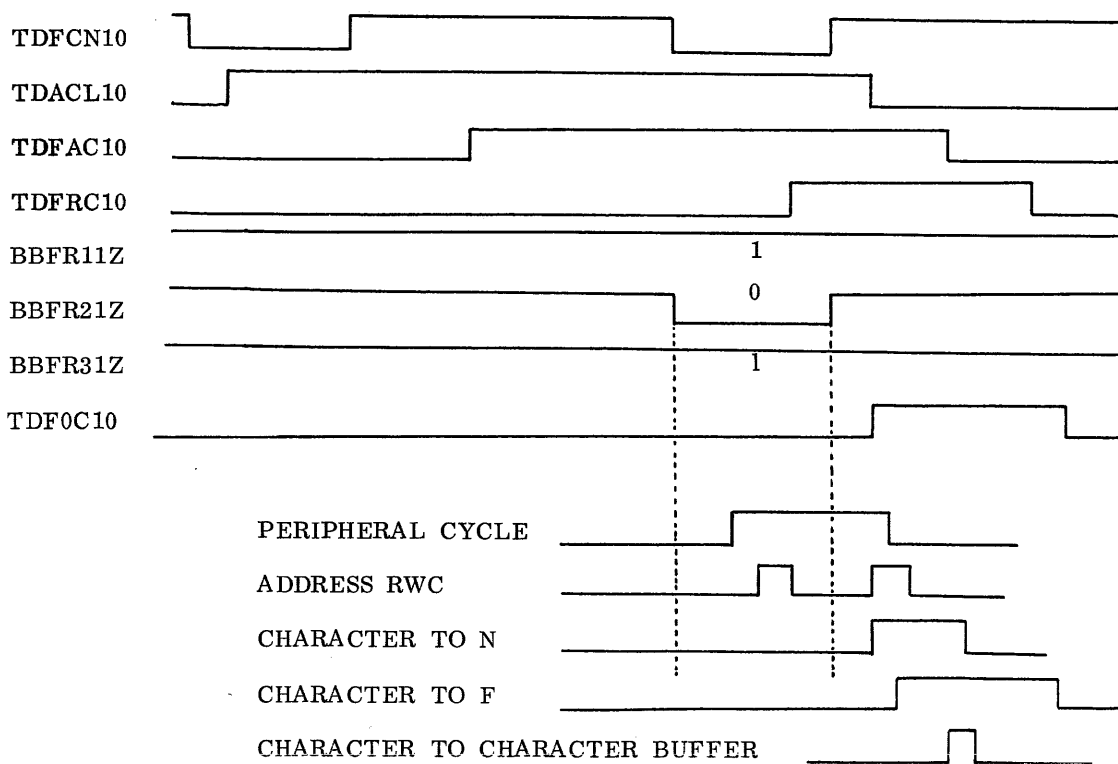 TDFCN10
TDACL10
TDFAC10
TDFRC10
BBFR11Z
1
BBFR21Z
0
BBFR31Z
1
TDF0C10
PERIPHERAL CYCLE
ADDRESS RWC
CHARACTER TO N
CHARACTER TO F
CHARACTER TO CHARACTER BUFFER